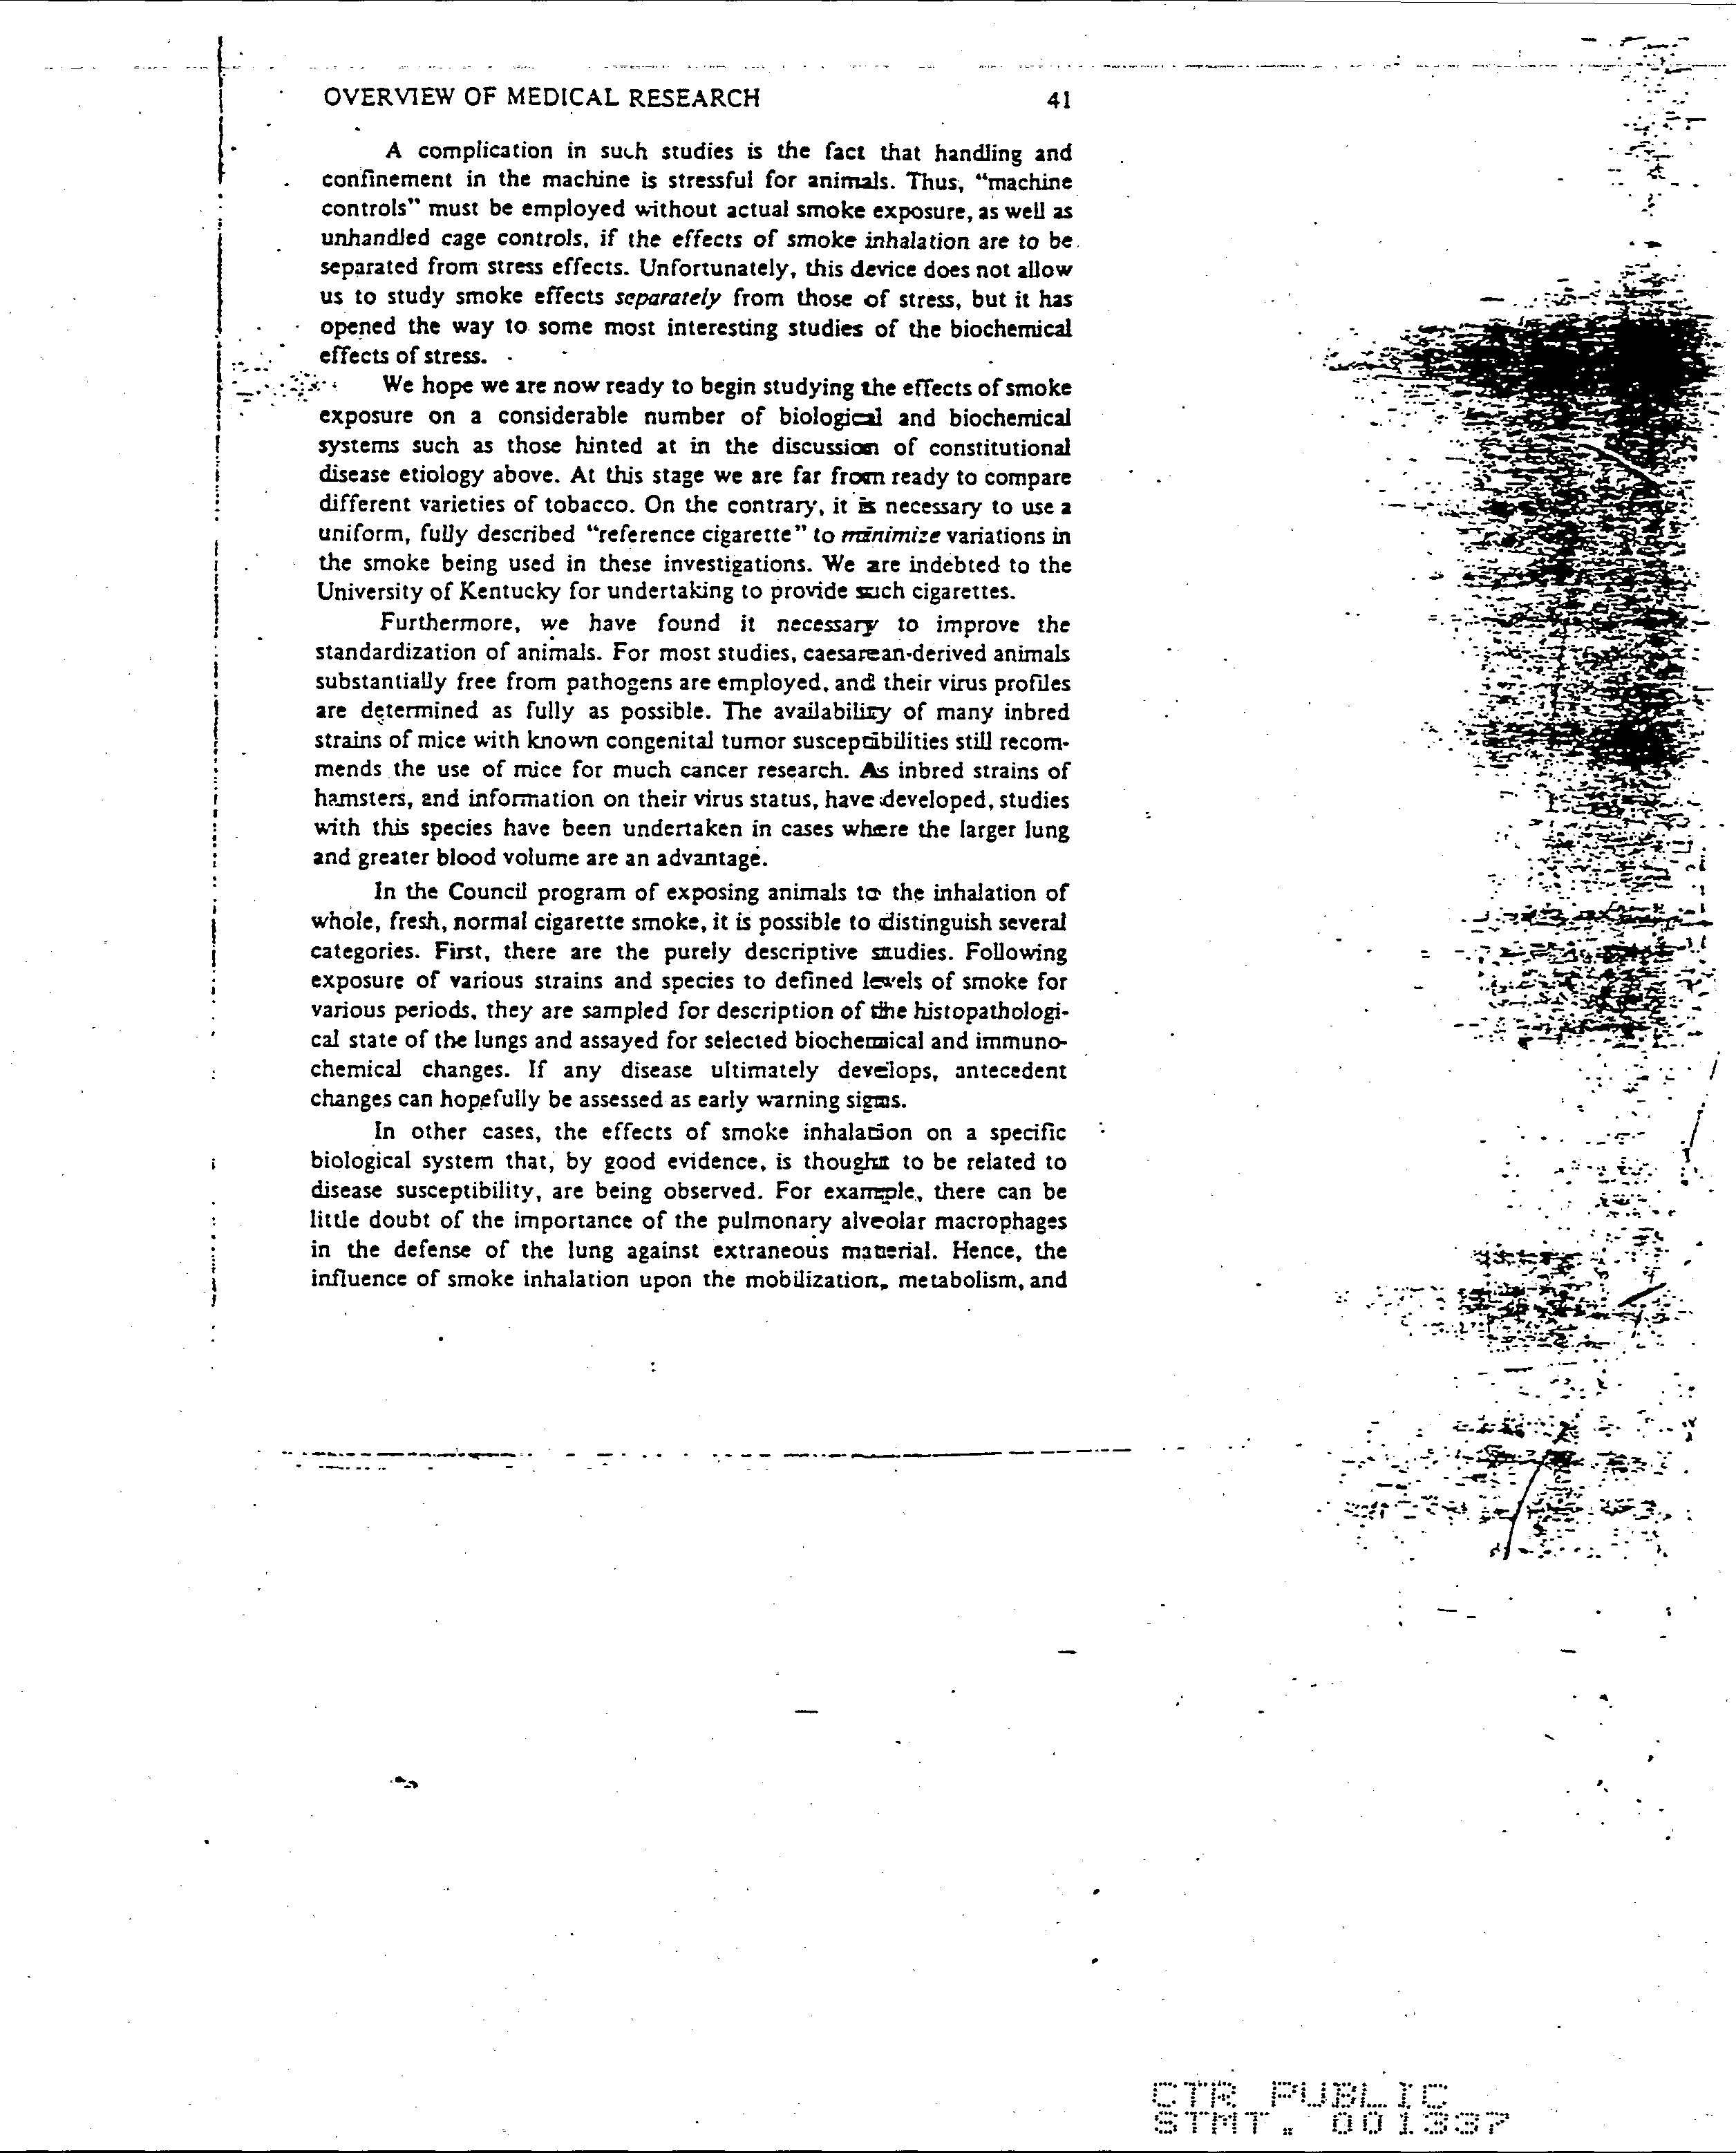 OVERVIEW OF MEDICAL RESEARCH 41
A complication in such studies is the fact that handling and
confinement in the machine is stressful for animals. Thus, “machine
controls” must be employed without actual smoke exposure, as well as
unhandled cage controls, if the effects of smoke inhalation are to be
separated from stress effects. Unfortunately, this device does not allow
us to study smoke effects separately from those of stress, but it has
opened the way to some most interesting studies of the biochemical
effects of stress.
We hope we are now ready to begin studying the effects of smoke
exposure on a considerable number of biological and biochemical
systems such as those hinted at in the discussion of constitutional
disease etiology above. At this stage we are far from ready to compare
different varieties of tobacco. On the contrary, it is necessary to use a
uniform, fully described “reference cigarette” to minimize variations in
the smoke being used in these investigations. We are indebted to the
University of Kentucky for undertaking to provide such cigarettes.
Furthermore, we have found it necessary to improve the
standardization of animals. For most studies, caesarean-derived animals
substantially free from pathogens are employed, and their virus profiles
are determined as fully as possible. The availability of many inbred
strains of mice with known congenital tumor susceptibilities still recom-
mends the use of mice for much cancer research. As inbred strains of
hamsters, and information on their virus status, have developed, studies
with this species have been undertaken in cases where the larger lung
and greater blood volume are an advantage.
In the Council program of exposing animals to the inhalation of
whole, fresh, normal cigarette smoke, it is possible to distinguish several
categories. First, there are the purely descriptive studies. Following
exposure of various strains and species to defined levels of smoke for
various periods, they are sampled for description of the histopathologi-
cal state of the lungs and assayed for selected biochemical and immuno-
chemical changes. If any disease ultimately develops, antecedent
changes can hopefully be assessed as early warning signs.
In other cases, the effects of smoke inhalation on a specific
biological system that, by good evidence, is thought to be related to
disease susceptibility, are being observed. For example, there can be
little doubt of the importance of the pulmonary alveolar macrophages
in the defense of the lung against extraneous material. Hence, the
influence of smoke inhalation upon the mobilization, metabolism, and
CTR PUBLIC
STMT. 001337